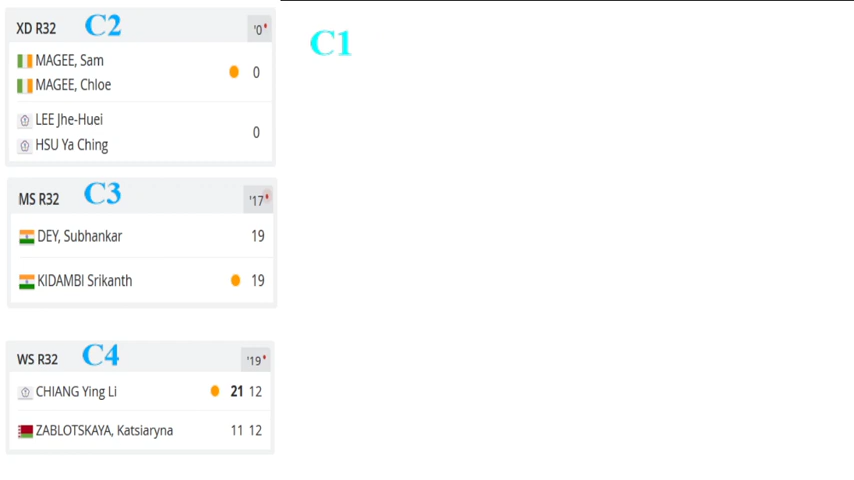 XD R32 C2 '0
MAGEE, Sam
MAGEE, Chloe
0
LEE Jhe-Huei
HSU Ya Ching
0
MS R32 C3 '17
DEY, Subhankar 19
KIDAMBI Srikanth 19
WS R32 C4 '19
CHIANG Ying Li 21 12
ZABLOTSKAYA, Katsiaryna 11 12
C1